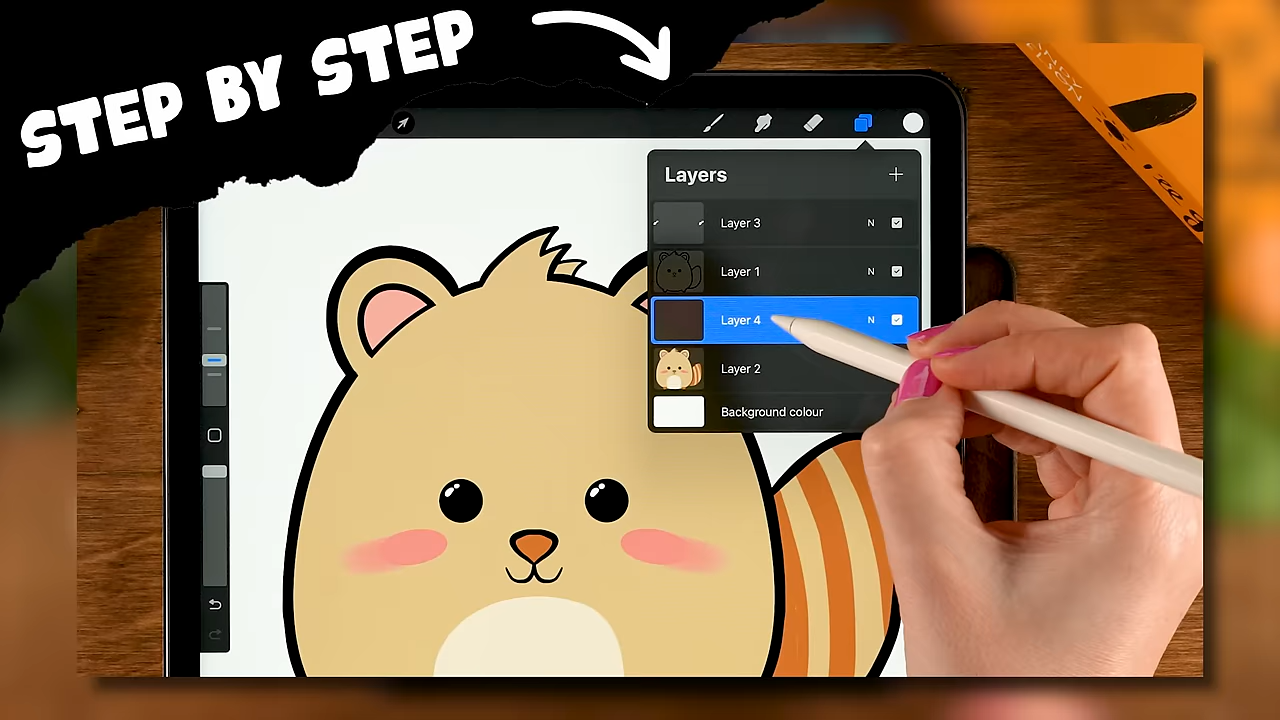 STEP BY STEP
Layers
Layer 3 N
Layer 1 N
Layer 4 N
Layer 2
Background colour